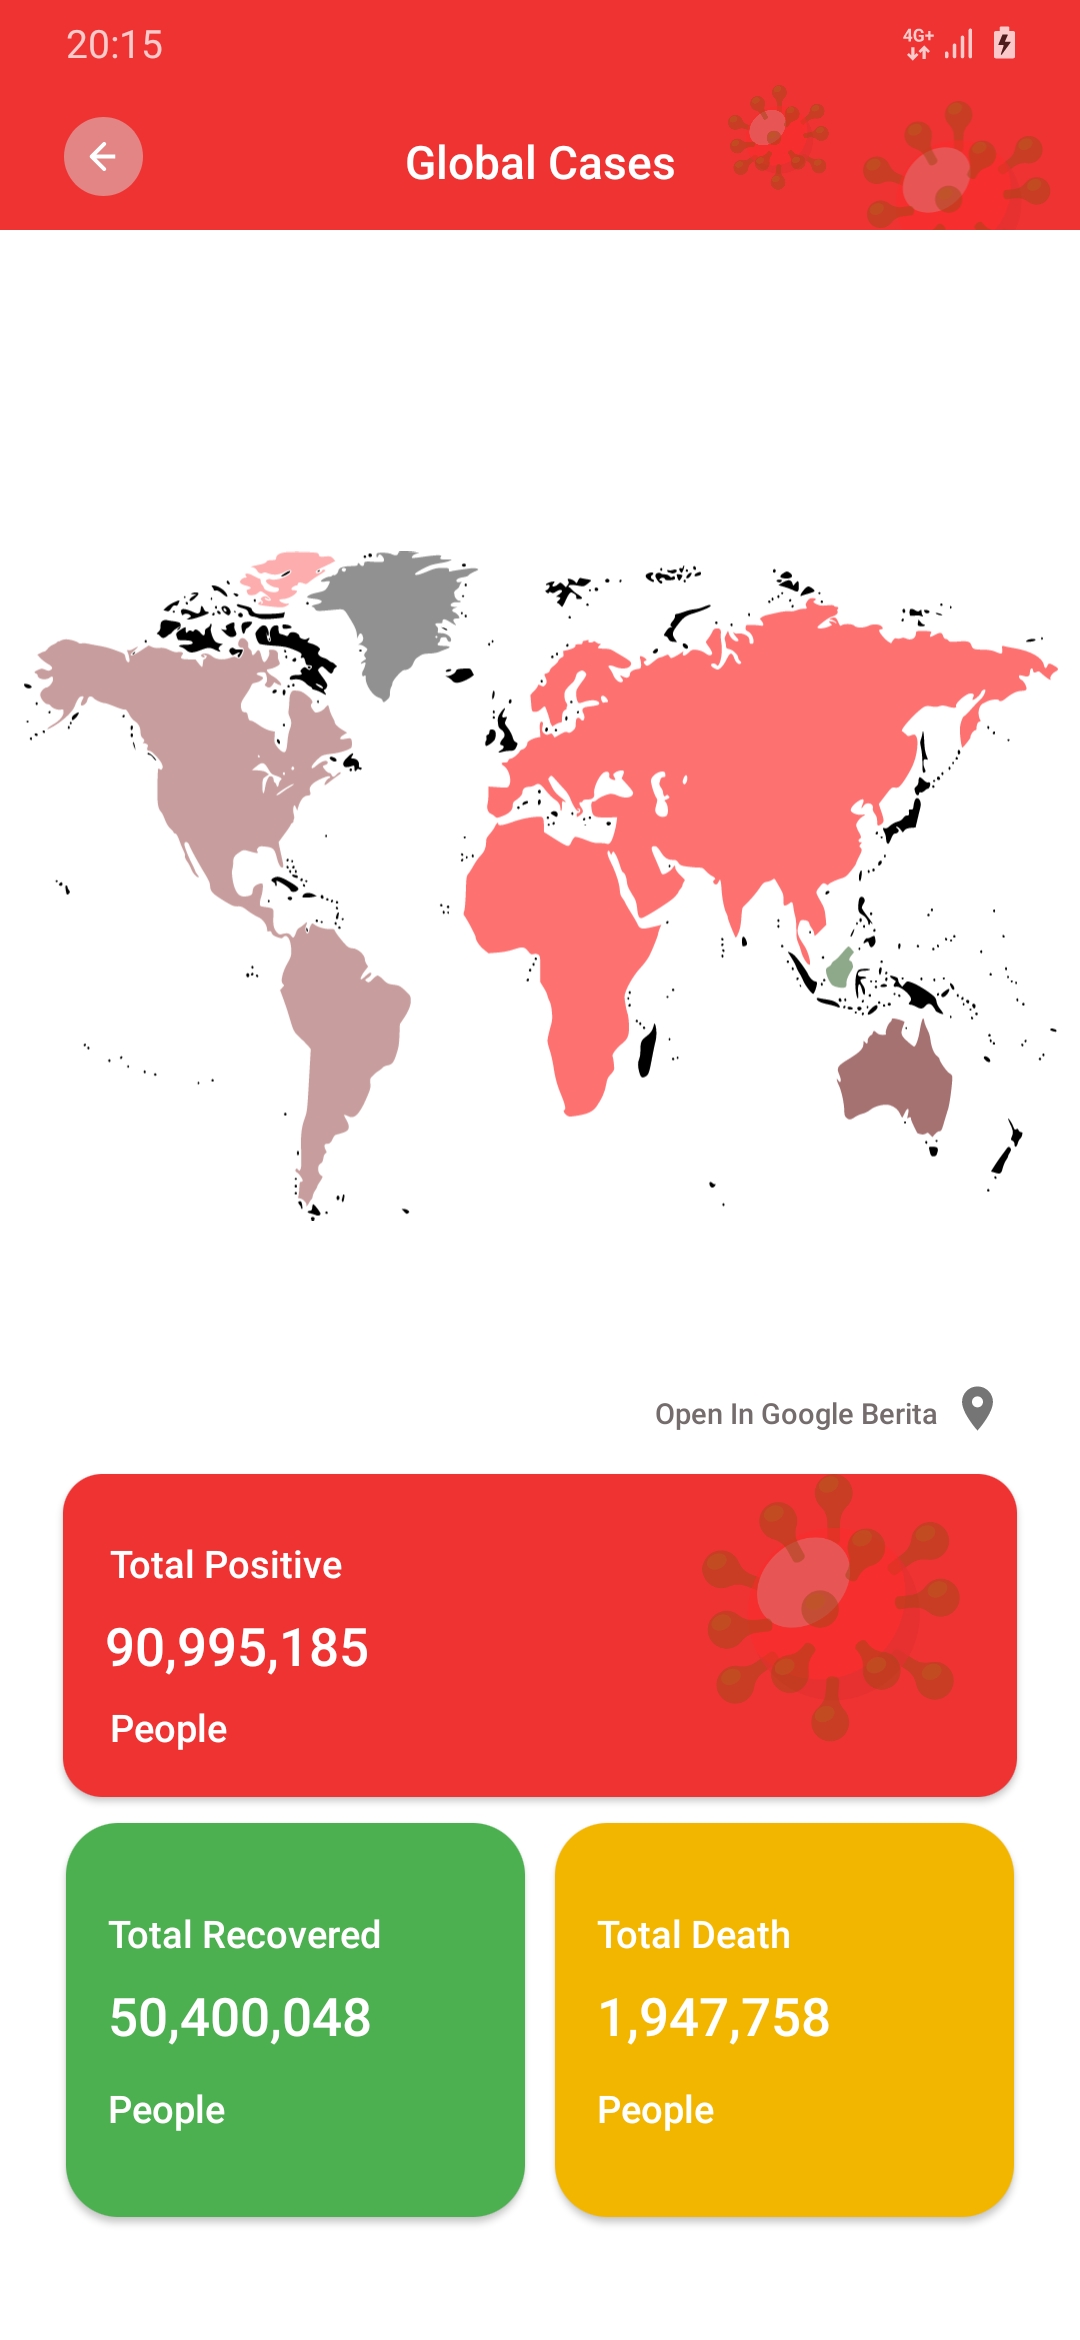 20:15
4G+
Global Cases
Open In Google Berita
Total Positive
90,995,185
People
Total Recovered
50,400,048
People
Total Death
1,947,758
People